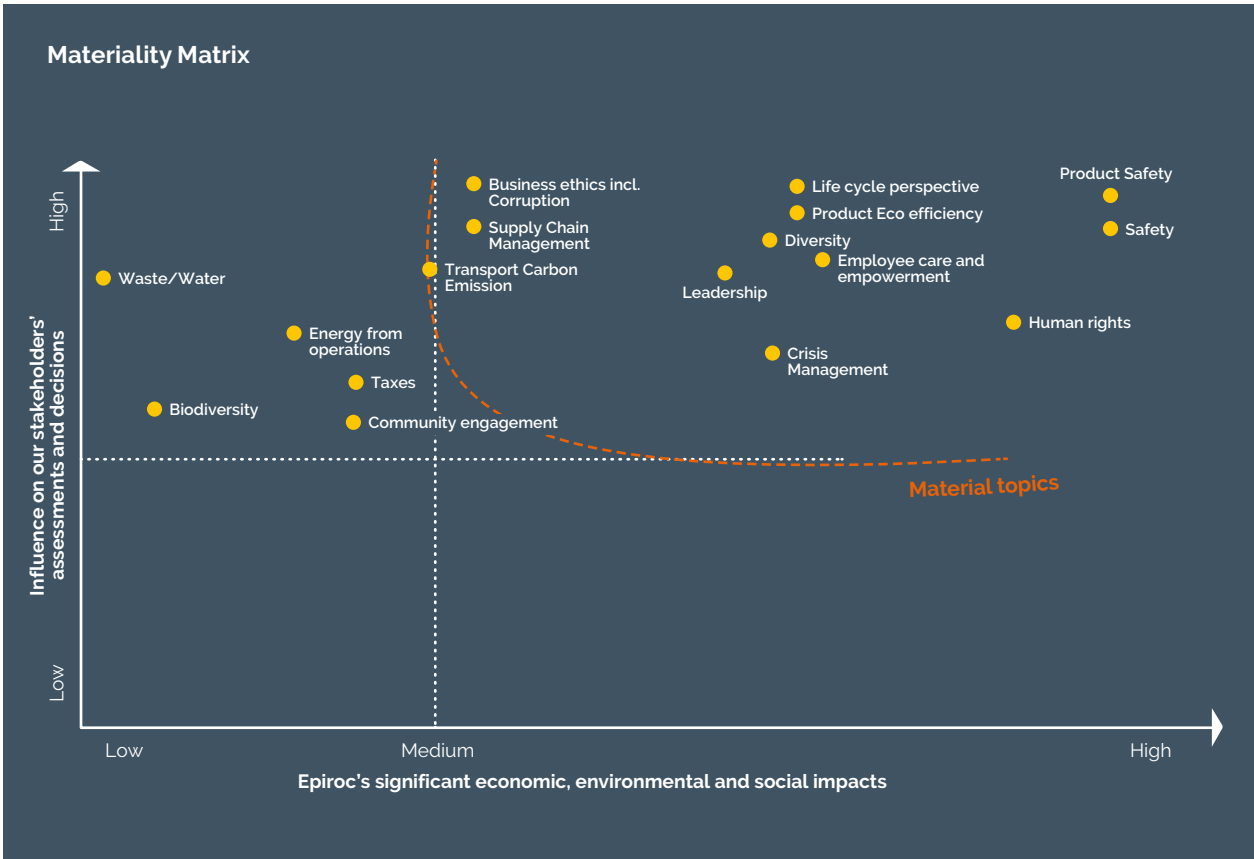 Materiality Matrix
High
Low
Influence on our stakeholders'
assessments and decisions
Business ethics incl.
Corruption
Supply Chain
Management
Transport Carbon
Emission
Waste/Water
Energy from
operations
Taxes
Biodiversity
Community engagement
Life cycle perspective
Product Eco efficiency
Diversity
Employee care and
empowerment
Leadership
Crisis
Management
Product Safety
Safety
Human rights
Material topics
Low
Medium
High
Epiroc's significant economic, environmental and social impacts